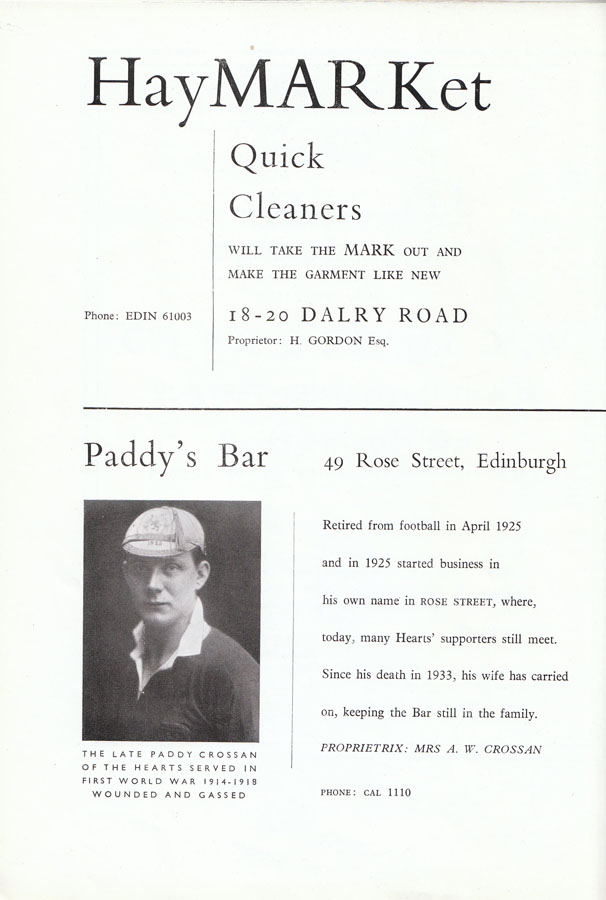 HayMARKet
Quick
Cleaners
WILL TAKE THE MARK OUT AND
MAKE THE GARMENT LIKE NEW
Phone: EDIN 61003
18-20 DALRY ROAD
Proprietor: H. GORDON Esq.
Paddy's Bar
49 Rose Street, Edinburgh
THE LATE PADDY CROSSAN
OF THE HEARTS SERVED IN
FIRST WORLD WAR 1914-1918
WOUNDED AND GASSED
Retired from football in April 1925
and in 1925 started business in
his own name in ROSE STREET, where,
today, many Hearts' supporters still meet.
Since his death in 1933, his wife has carried
on, keeping the Bar still in the family.
PROPRIETRIX: MRS A. W. CROSSAN
PHONE: CAL 1110